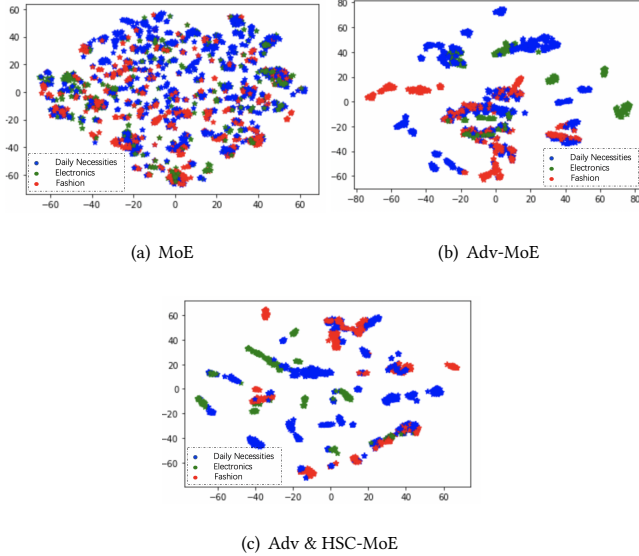 60
40
20
0
−20
−40
−60
−60 −40 −20 0 20 40 60
Daily Necessities
Electronics
Fashion
(a) MoE
80
60
40
20
0
−20
−40
−60
−80 −60 −40 −20 0 20 40 60 80
Daily Necessities
Electronics
Fashion
(b) Adv-MoE
60
40
20
0
−20
−40
−60
−60 −40 −20 0 20 40 60
Daily Necessities
Electronics
Fashion
(c) Adv & HSC-MoE